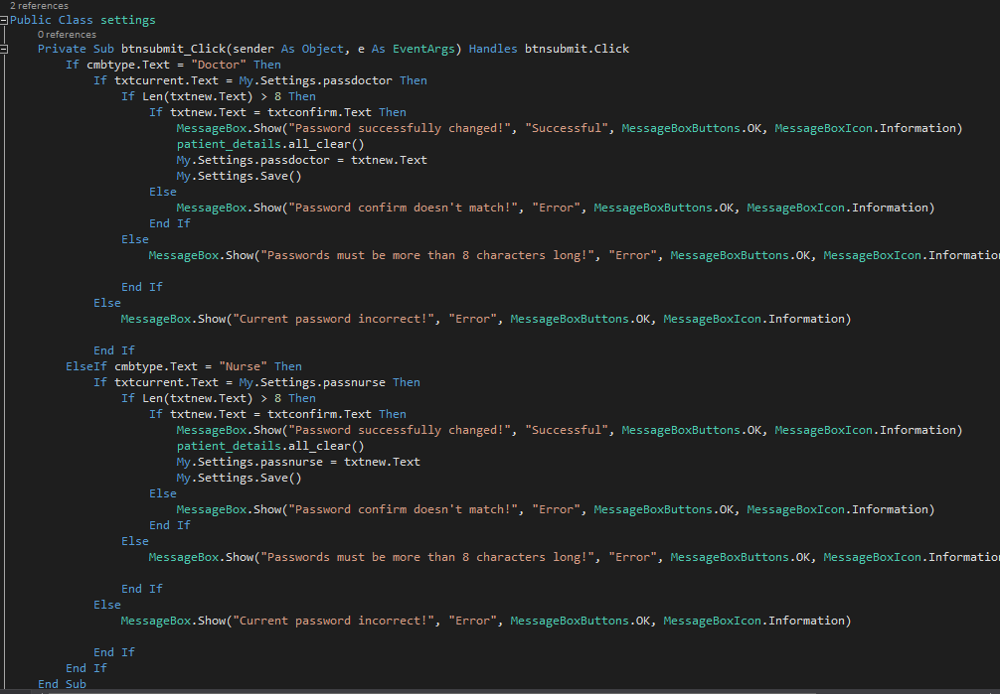 2 references
Public Class settings
0 references
Private Sub btnsubmit_Click(sender As Object, e As EventArgs) Handles btnsubmit.Click
If cmbtype.Text = "Doctor" Then
If txtcurrent.Text = My.Settings.passdoctor Then
If Len(txtnew.Text) > 8 Then
If txtnew.Text = txtconfirm.Text Then
MessageBox.Show("Password successfully changed!", "Successful", MessageBoxButtons.OK, MessageBoxIcon.Information)
patient_details.all_clear()
My.Settings.passdoctor = txtnew.Text
My.Settings.Save()
Else
MessageBox.Show("Password confirm doesn't match!", "Error", MessageBoxButtons.OK, MessageBoxIcon.Information)
End If
Else
MessageBox.Show("Passwords must be more than 8 characters long!", "Error", MessageBoxButtons.OK, MessageBoxIcon.Informatio
End If
Else
MessageBox.Show("Current password incorrect!", "Error", MessageBoxButtons.OK, MessageBoxIcon.Information)
End If
ElseIf cmbtype.Text = "Nurse" Then
If txtcurrent.Text = My.Settings.passnurse Then
If Len(txtnew.Text) > 8 Then
If txtnew.Text = txtconfirm.Text Then
MessageBox.Show("Password successfully changed!", "Successful", MessageBoxButtons.OK, MessageBoxIcon.Information)
patient_details.all_clear()
My.Settings.passnurse = txtnew.Text
My.Settings.Save()
Else
MessageBox.Show("Password confirm doesn't match!", "Error", MessageBoxButtons.OK, MessageBoxIcon.Information)
End If
Else
MessageBox.Show("Passwords must be more than 8 characters long!", "Error", MessageBoxButtons.OK, MessageBoxIcon.Informatio
End If
Else
MessageBox.Show("Current password incorrect!", "Error", MessageBoxButtons.OK, MessageBoxIcon.Information)
End If
End If
End Sub